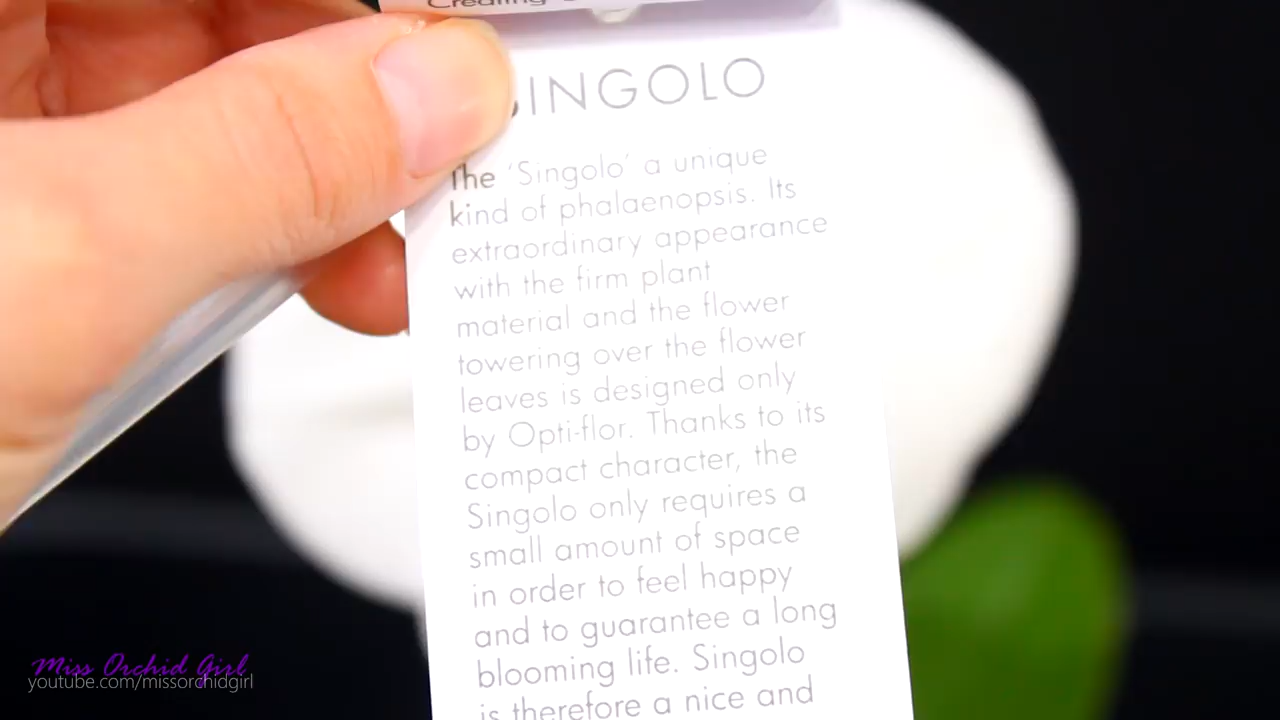 Creating
SINGOLO
The 'Singolo' a unique
kind of phalaenopsis. Its
extraordinary appearance
with the firm plant
material and the flower
towering over the flower
leaves is designed only
by Opti-flor. Thanks to its
compact character, the
Singolo only requires a
small amount of space
in order to feel happy
and to guarantee a long
blooming life. Singolo
is therefore a nice and
Miss Orchid Girl
youtube.com/missorchidgirl